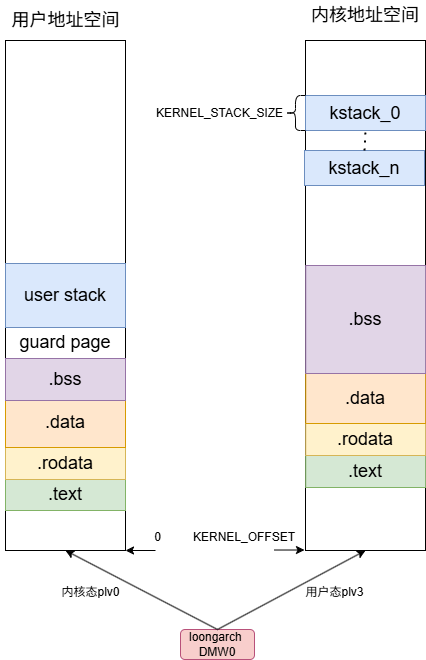 用户地址空间
内核地址空间
KERNEL_STACK_SIZE
kstack_0
kstack_n
user stack
guard page
.bss
.data
.rodata
.text
.bss
.data
.rodata
.text
0
KERNEL_OFFSET
内核态plv0
用户态plv3
loongarch
DMW0